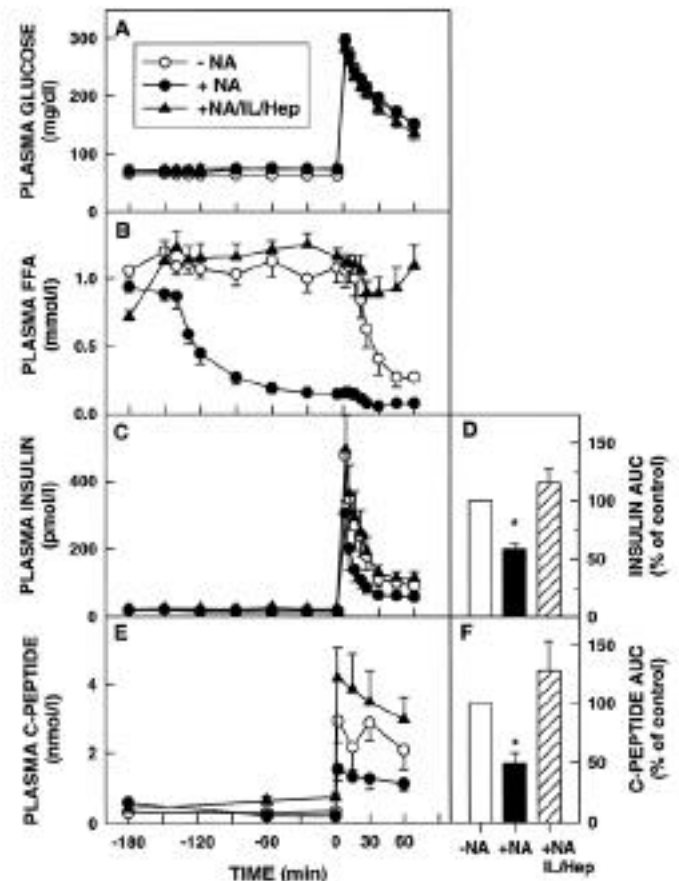 A
PLASMA GLUCOSE
(mg/dl)
300
200
100
0
- NA
+ NA
+NA/IL/Hep
B
PLASMA FFA
(mmol/l)
1.0
0.5
0.0
C
PLASMA INSULIN
(pmol/l)
400
200
0
D
150
100
50
0
INSULIN AUC
(% of control)
E
PLASMA C-PEPTIDE
(nmol/l)
4
2
0
-180
-120
-60
0
30
60
TIME (min)
F
150
100
50
0
C-PEPTIDE AUC
(% of control)
*
*
-NA
+NA
+NA
IL/Hep